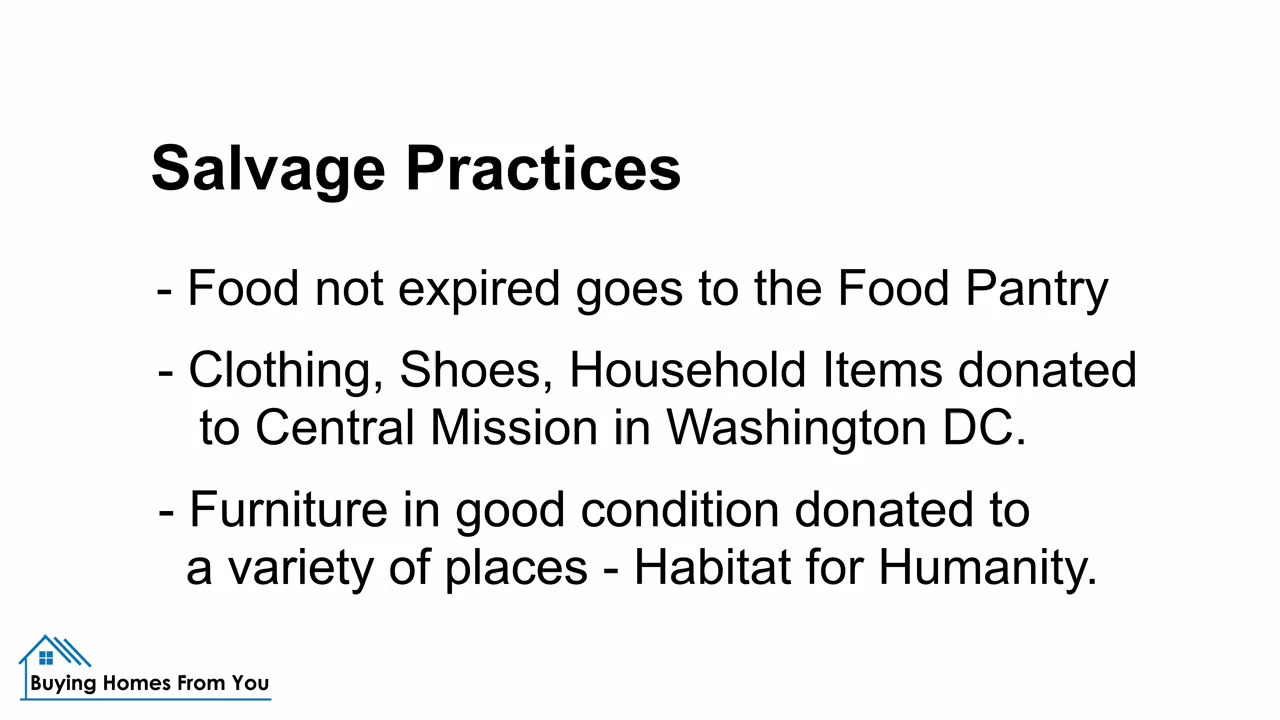 Salvage Practices
- Food not expired goes to the Food Pantry
- Clothing, Shoes, Household Items donated
to Central Mission in Washington DC.
- Furniture in good condition donated to
a variety of places - Habitat for Humanity.
Buying Homes From You